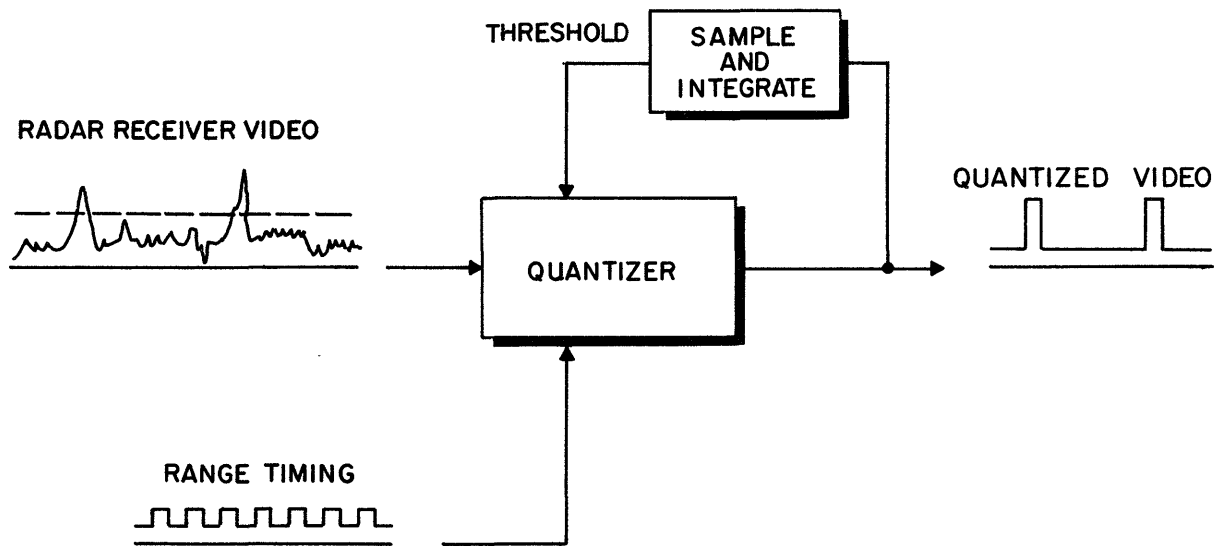 THRESHOLD
SAMPLE
AND
INTEGRATE
RADAR RECEIVER VIDEO
QUANTIZED VIDEO
QUANTIZER
RANGE TIMING